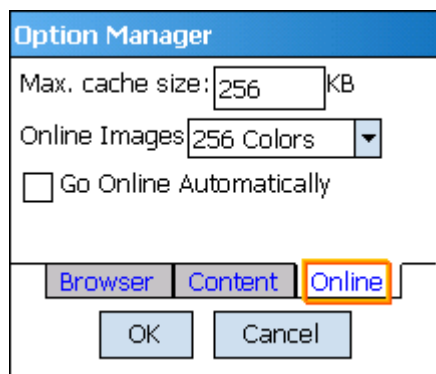 Option Manager
Max. cache size: 256 KB
Online Images 256 Colors
Go Online Automatically
Browser Content Online
OK Cancel